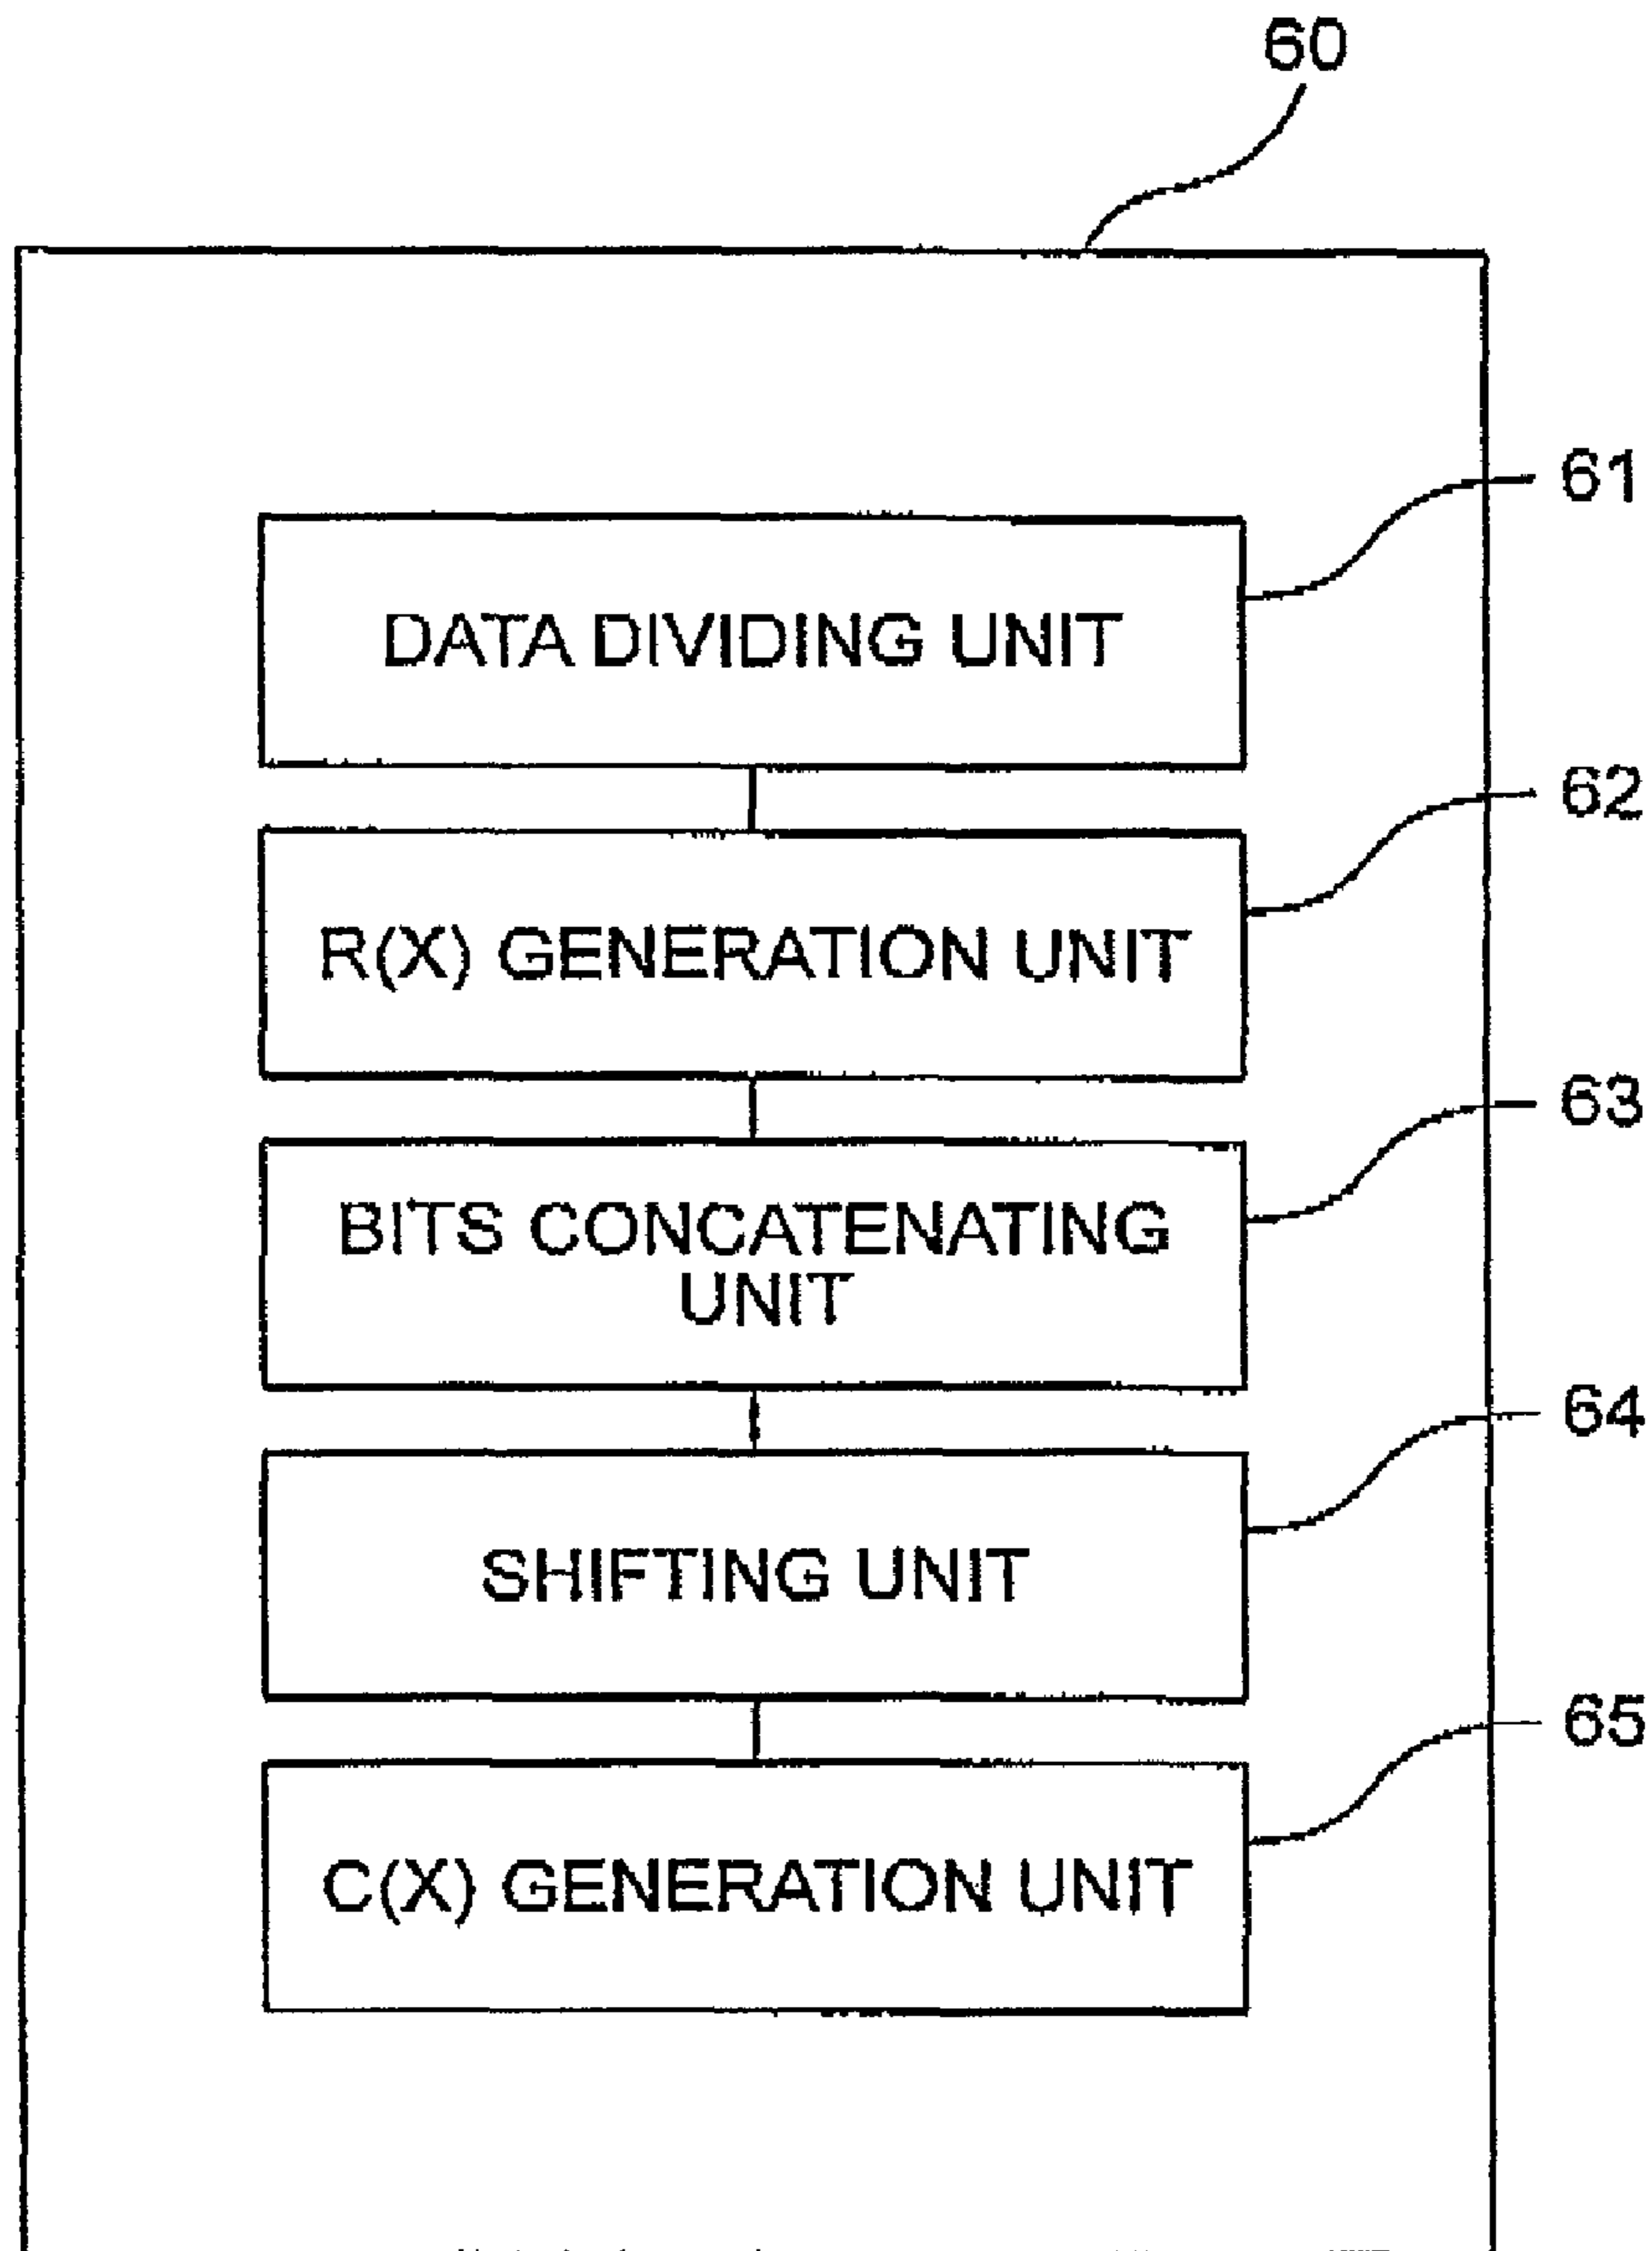 60
61
DATA DIVIDING UNIT
62
R(X) GENERATION UNIT
63
BITS CONCATENATING
UNIT
64
SHIFTING UNIT
65
C(X) GENERATION UNIT